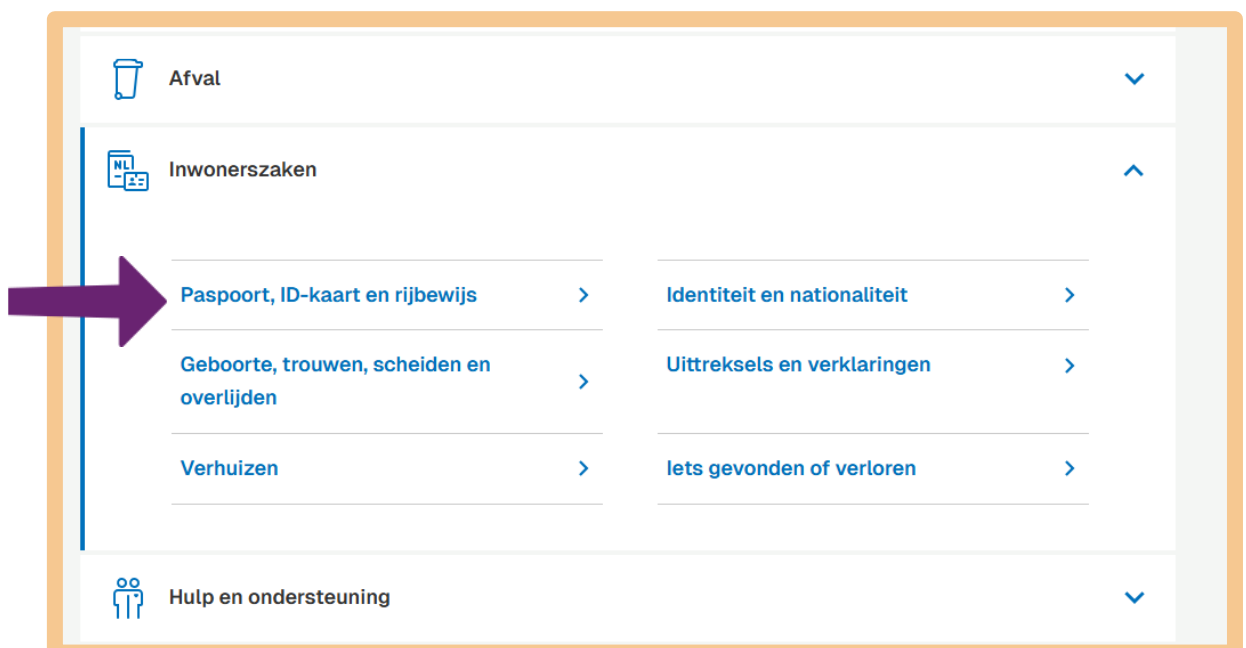 Afval
NL
Inwonerszaken
Paspoort, ID-kaart en rijbewijs
Identiteit en nationaliteit
Geboorte, trouwen, scheiden en
overlijden
Uittreksels en verklaringen
Verhuizen
Iets gevonden of verloren
Hulp en ondersteuning